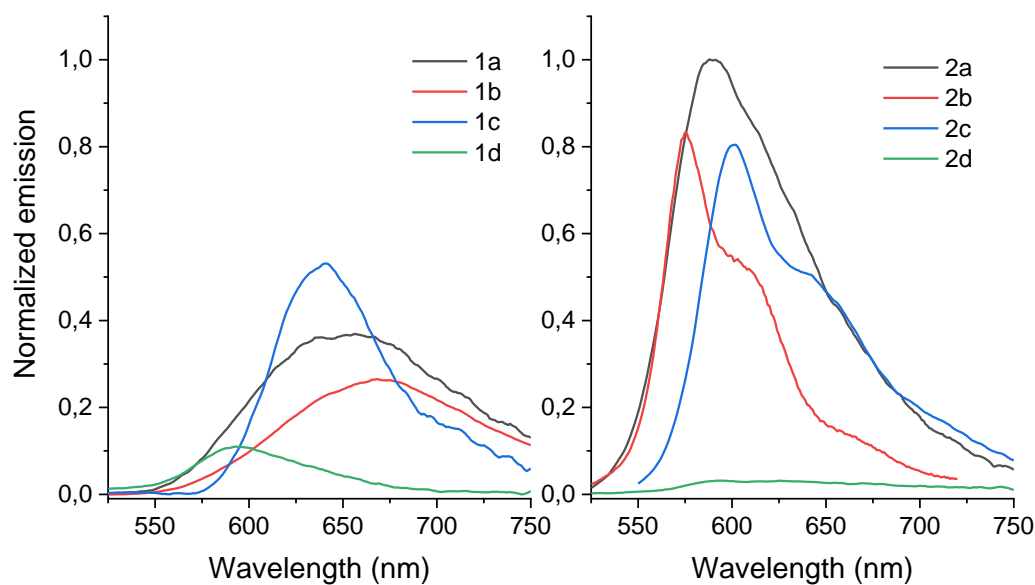 Normalized emission
1,0
0,8
0,6
0,4
0,2
0,0
1a
1b
1c
1d
550 600 650 700 750
Wavelength (nm)
1,0
0,8
0,6
0,4
0,2
0,0
2a
2b
2c
2d
550 600 650 700 750
Wavelength (nm)